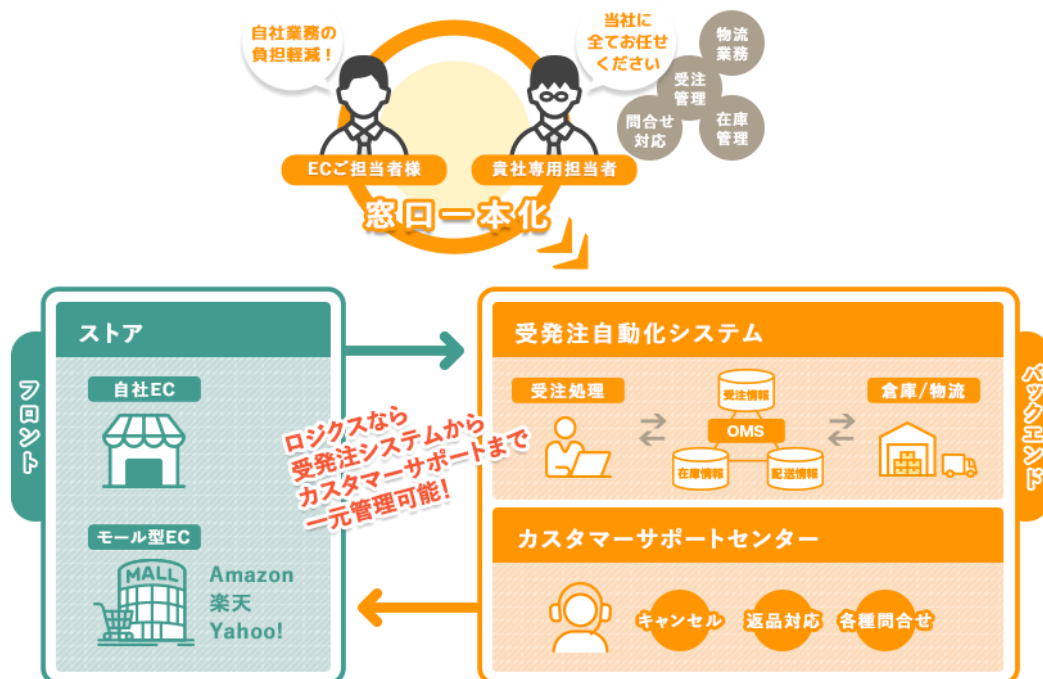 自社業務の
負担軽減！
当社に
全てお任せ
ください
物流
業務
受注
管理
問合せ
対応
在庫
管理
ECご担当者様
貴社専用担当者
窓口一本化
フロント
ストア
自社EC
モール型EC
MALL
Amazon
楽天
Yahoo!
ロジクスなら
受発注システムから
カスタマーサポートまで
一元管理可能！
バックエンド
受発注自動化システム
受注処理
受注情報
OMS
在庫情報
配送情報
倉庫/物流
カスタマーサポートセンター
キャンセル
返品対応
各種問合せ